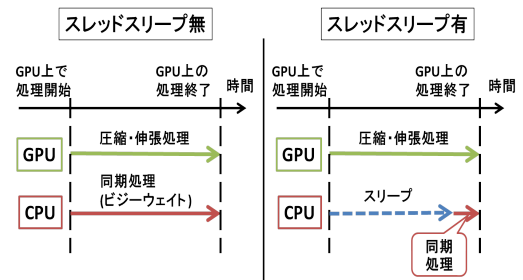 スレッドスリープ無
GPU上で
処理開始
GPU上の
処理終了
時間
GPU
圧縮・伸張処理
CPU
同期処理
(ビジーウェイト)
スレッドスリープ有
GPU上で
処理開始
GPU上の
処理終了
時間
GPU
圧縮・伸張処理
CPU
スリープ
同期
処理